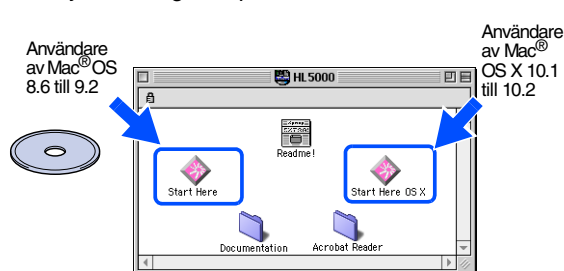 Användare
av Mac® OS
8.6 till 9.2
Användare
av Mac®
OS X 10.1
till 10.2
HL5000
Readme!
Start Here
Start Here OS X
Documentation
Acrobat Reader